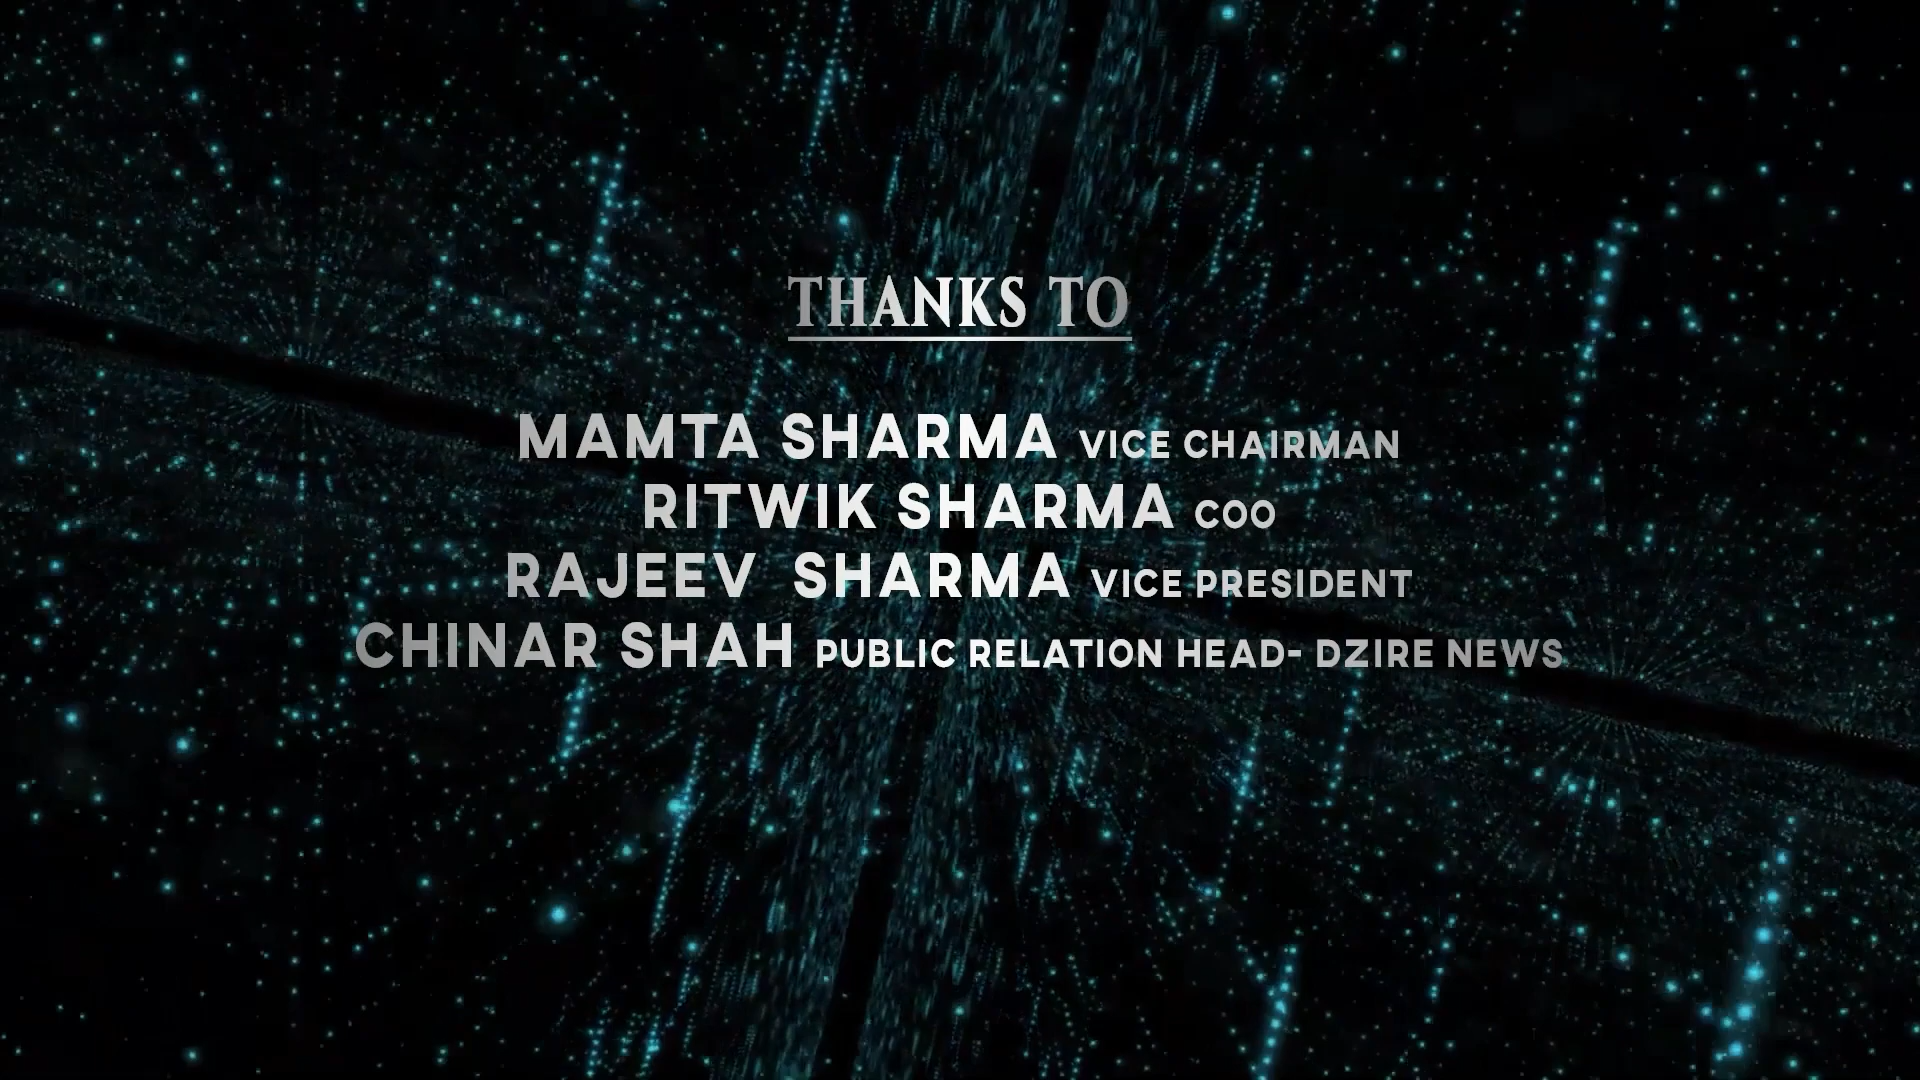 THANKS TO
MAMTA SHARMA VICE CHAIRMAN
RITWIK SHARMA COO
RAJEEV SHARMA VICE PRESIDENT
CHINAR SHAH PUBLIC RELATION HEAD- DZIRE NEWS